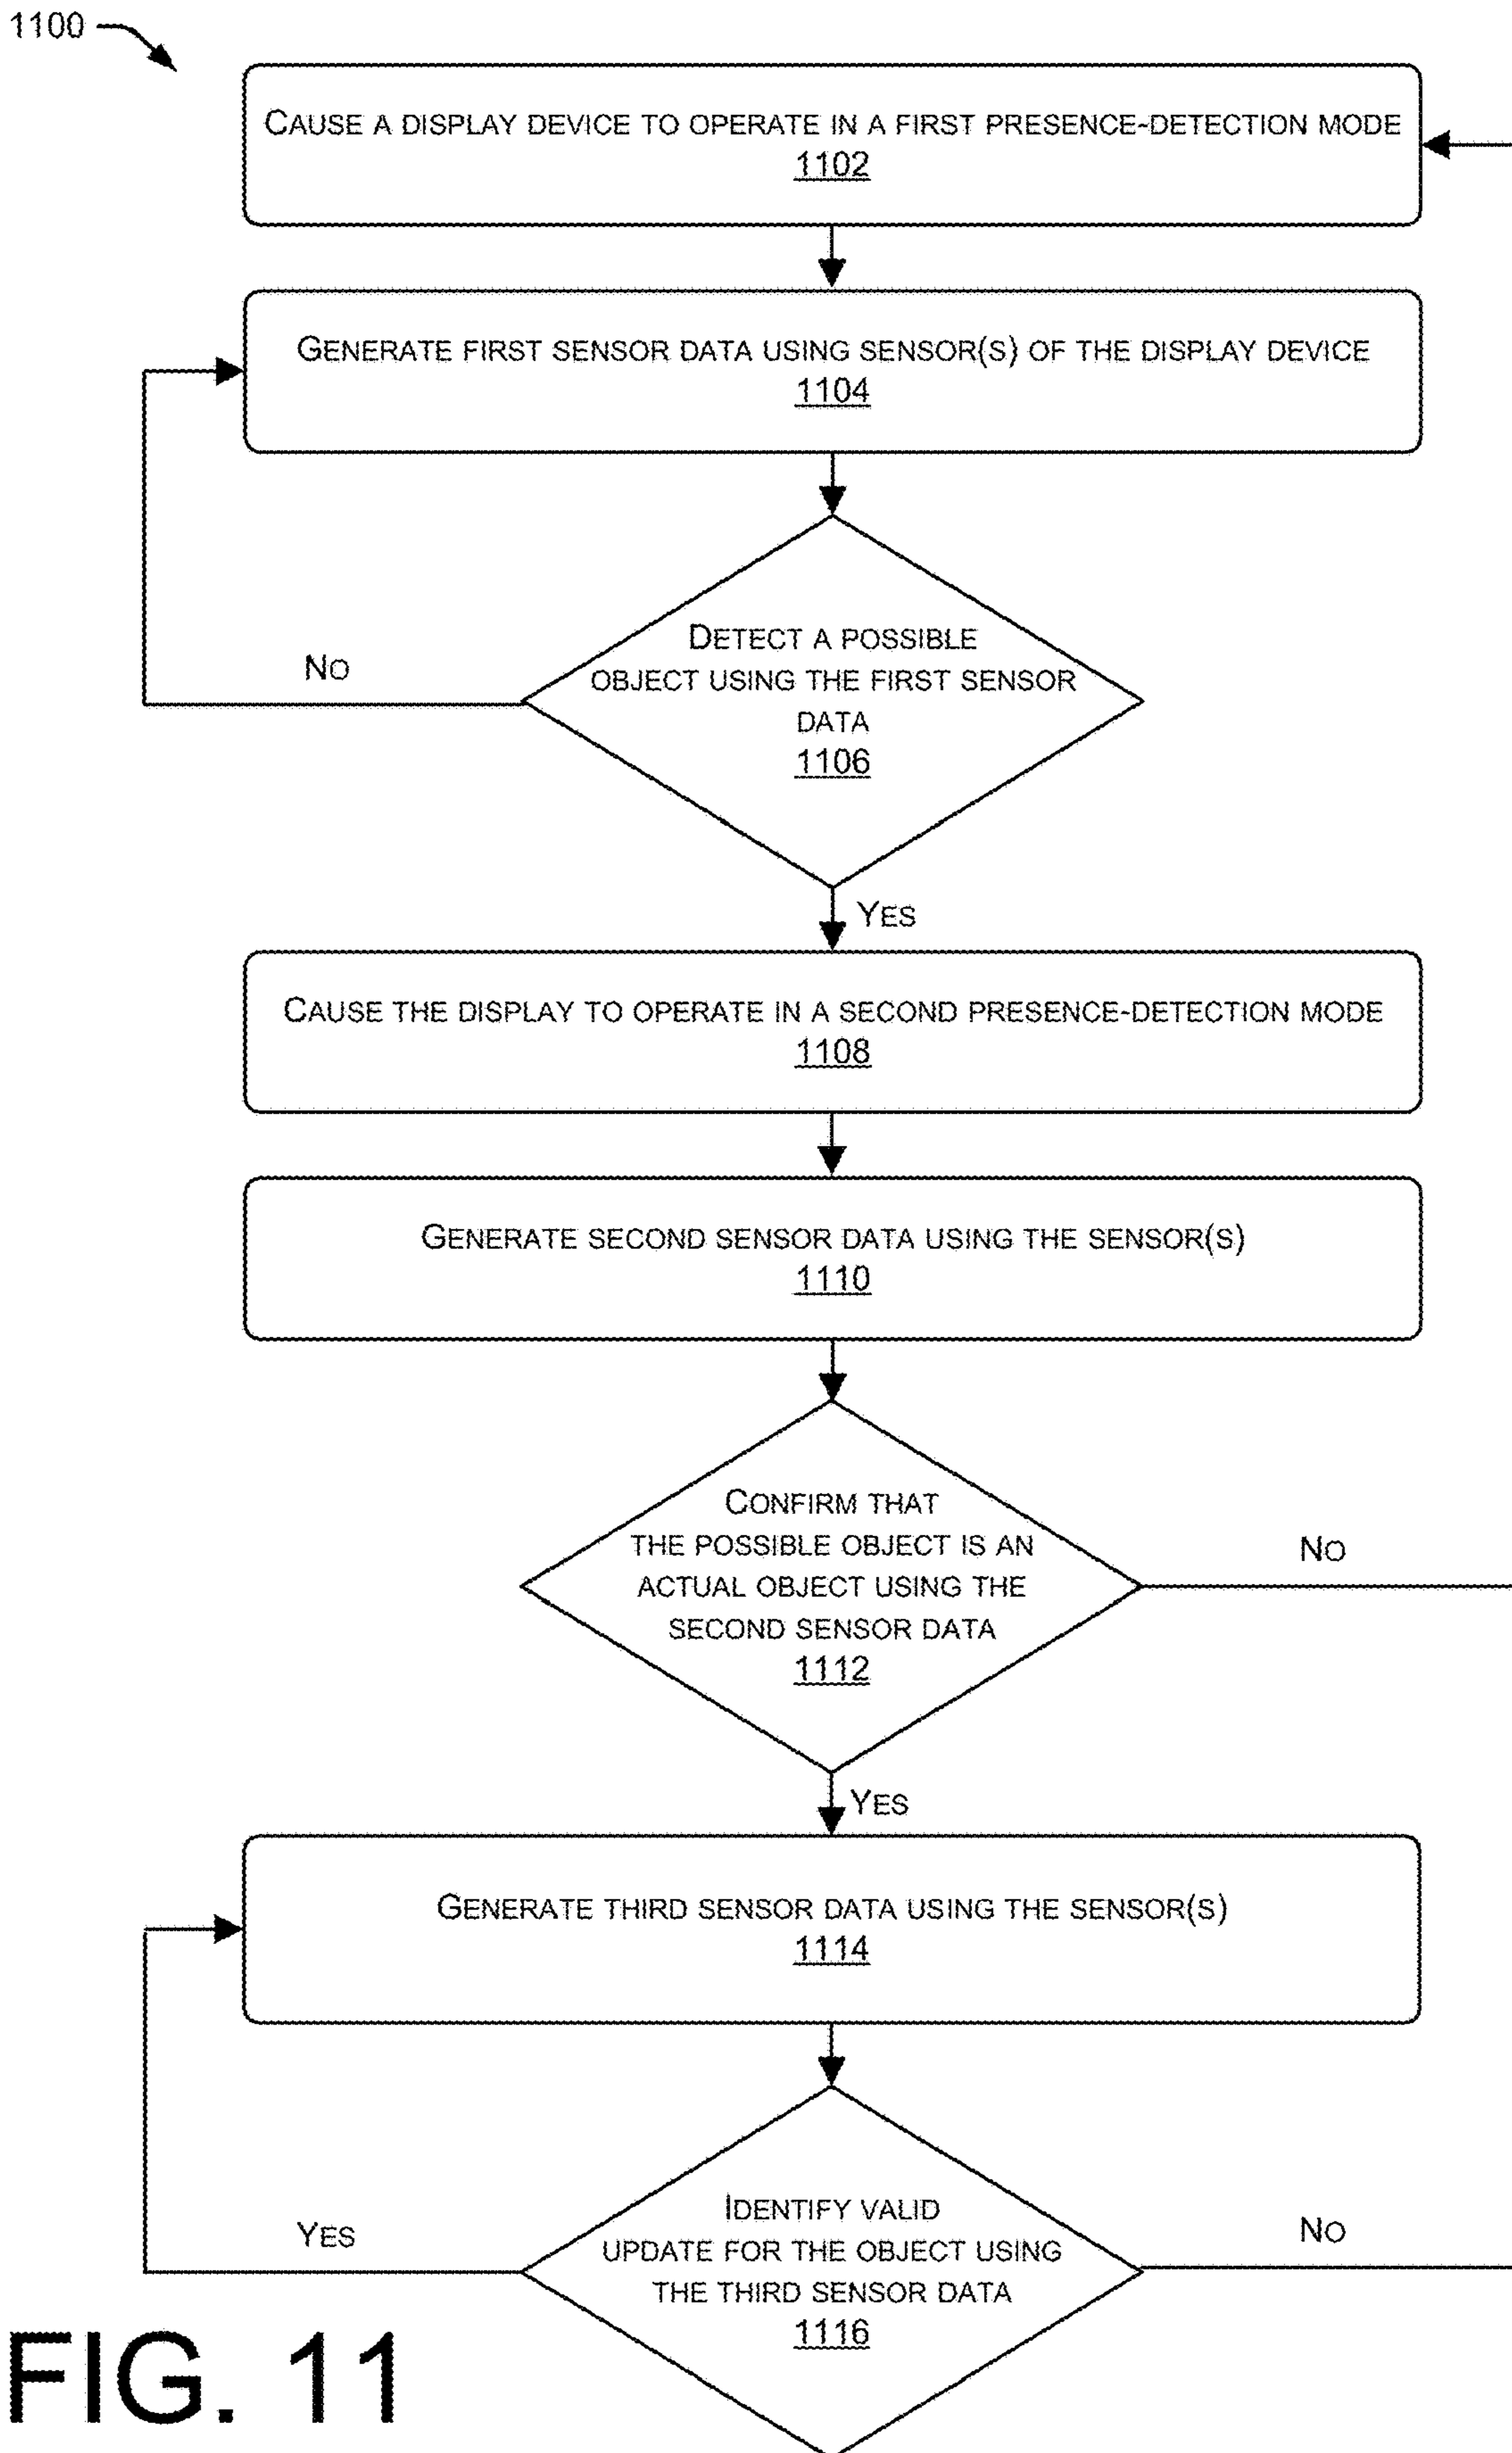 1100
CAUSE A DISPLAY DEVICE TO OPERATE IN A FIRST PRESENCE-DETECTION MODE
1102
GENERATE FIRST SENSOR DATA USING SENSOR(S) OF THE DISPLAY DEVICE
1104
DETECT A POSSIBLE
OBJECT USING THE FIRST SENSOR
DATA
1106
NO
YES
CAUSE THE DISPLAY TO OPERATE IN A SECOND PRESENCE-DETECTION MODE
1108
GENERATE SECOND SENSOR DATA USING THE SENSOR(S)
1110
CONFIRM THAT
THE POSSIBLE OBJECT IS AN
ACTUAL OBJECT USING THE
SECOND SENSOR DATA
1112
NO
YES
GENERATE THIRD SENSOR DATA USING THE SENSOR(S)
1114
IDENTIFY VALID
UPDATE FOR THE OBJECT USING
THE THIRD SENSOR DATA
1116
YES
NO
FIG. 11